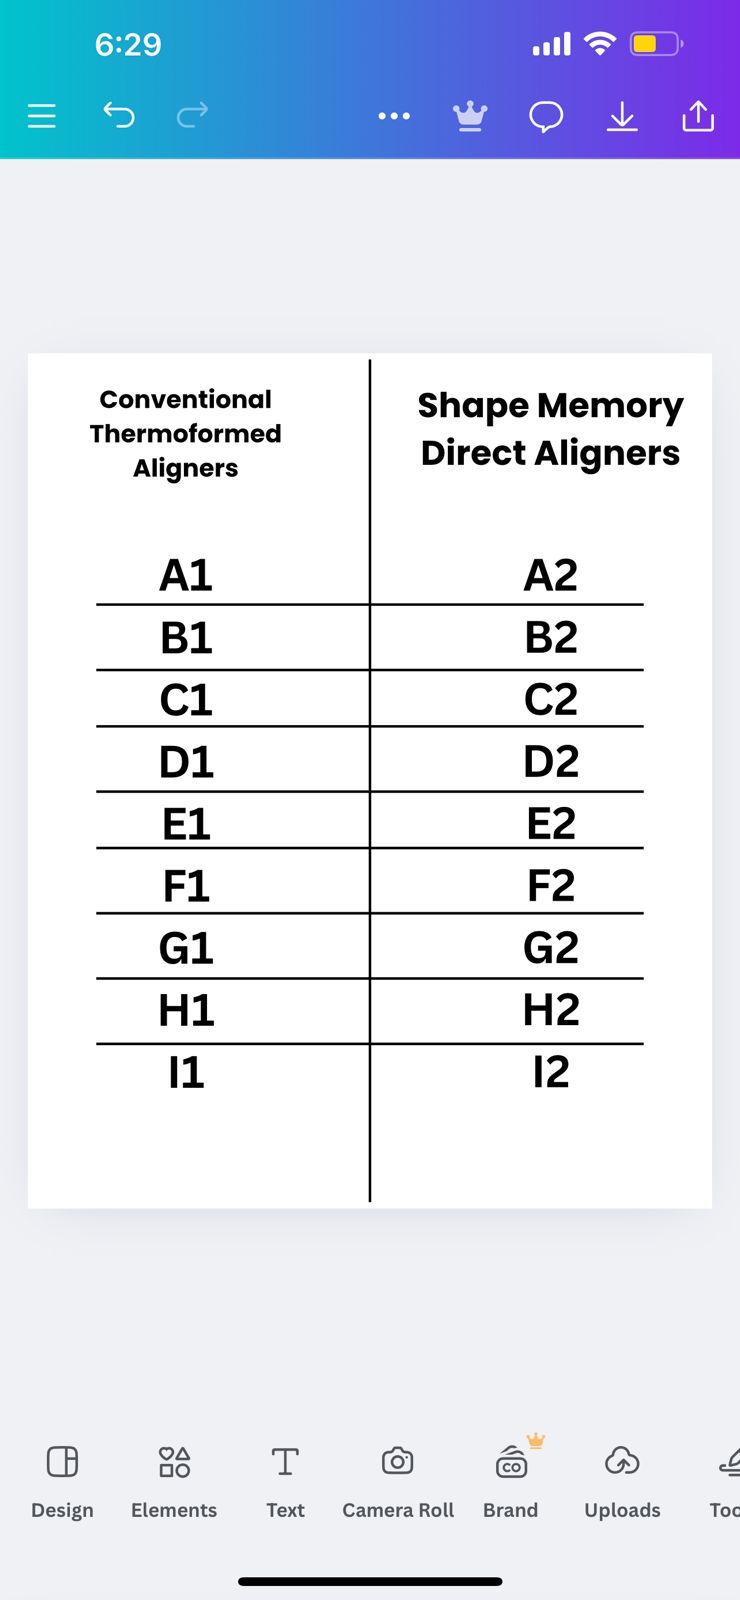 6:29
Conventional
Thermoformed
Aligners
Shape Memory
Direct Aligners
A1 A2
B1 B2
C1 C2
D1 D2
E1 E2
F1 F2
G1 G2
H1 H2
I1 I2
CO
Design Elements Text Camera Roll Brand Uploads Too